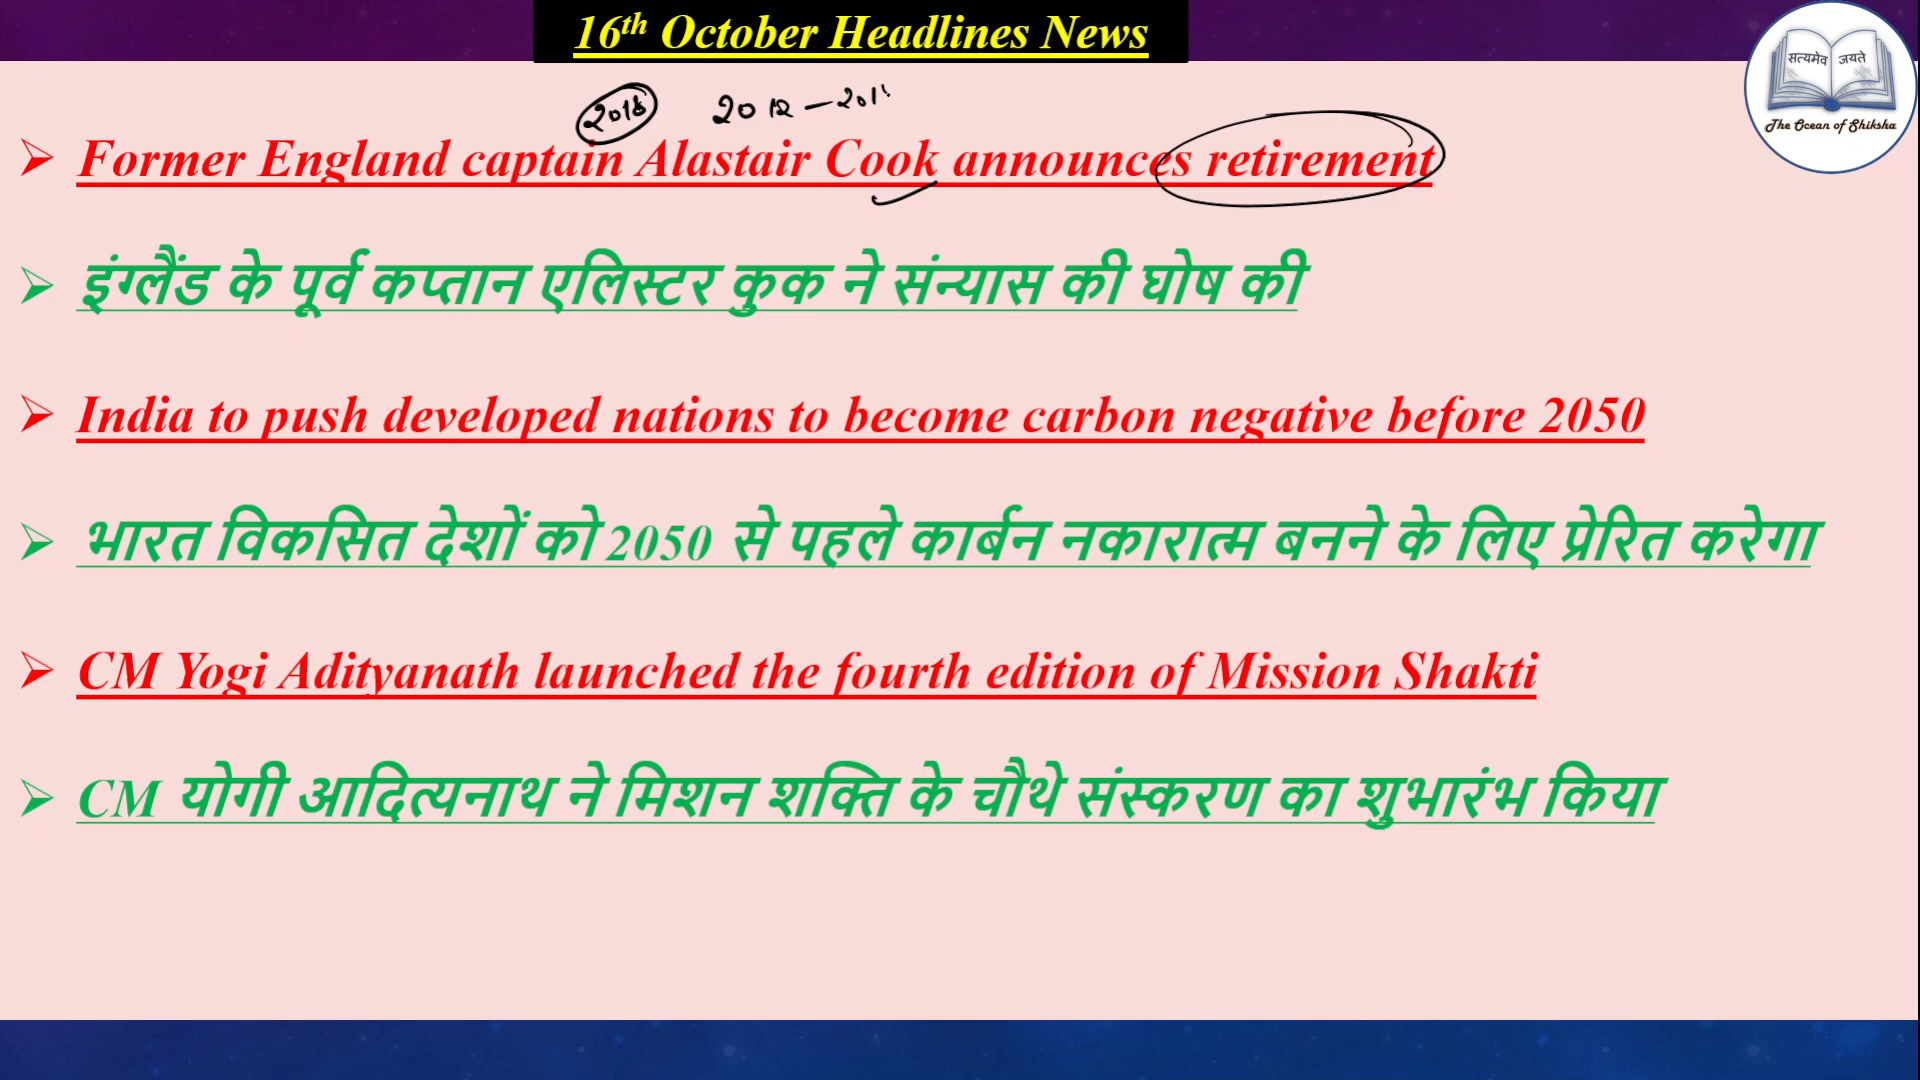 16th October Headlines News
सत्यमेव जयते
The Ocean of Shiksha
2018 2012 – 201
Former England captain Alastair Cook announces retirement
इंग्लैंड के पूर्व कप्तान एलिस्टर कुक ने संन्यास की घोष की
India to push developed nations to become carbon negative before 2050
भारत विकसित देशों को 2050 से पहले कार्बन नकारात्म बनने के लिए प्रेरित करेगा
CM Yogi Adityanath launched the fourth edition of Mission Shakti
CM योगी आदित्यनाथ ने मिशन शक्ति के चौथे संस्करण का शुभारंभ किया